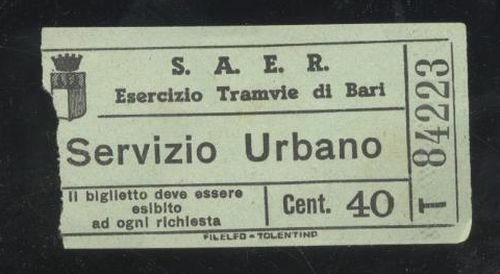 S. A. E. R.
Esercizio Tramvie di Bari
Servizio Urbano
Il biglietto deve essere
esibito
ad ogni richiesta
Cent. 40
FILELFO - TOLENTINO
T 84223